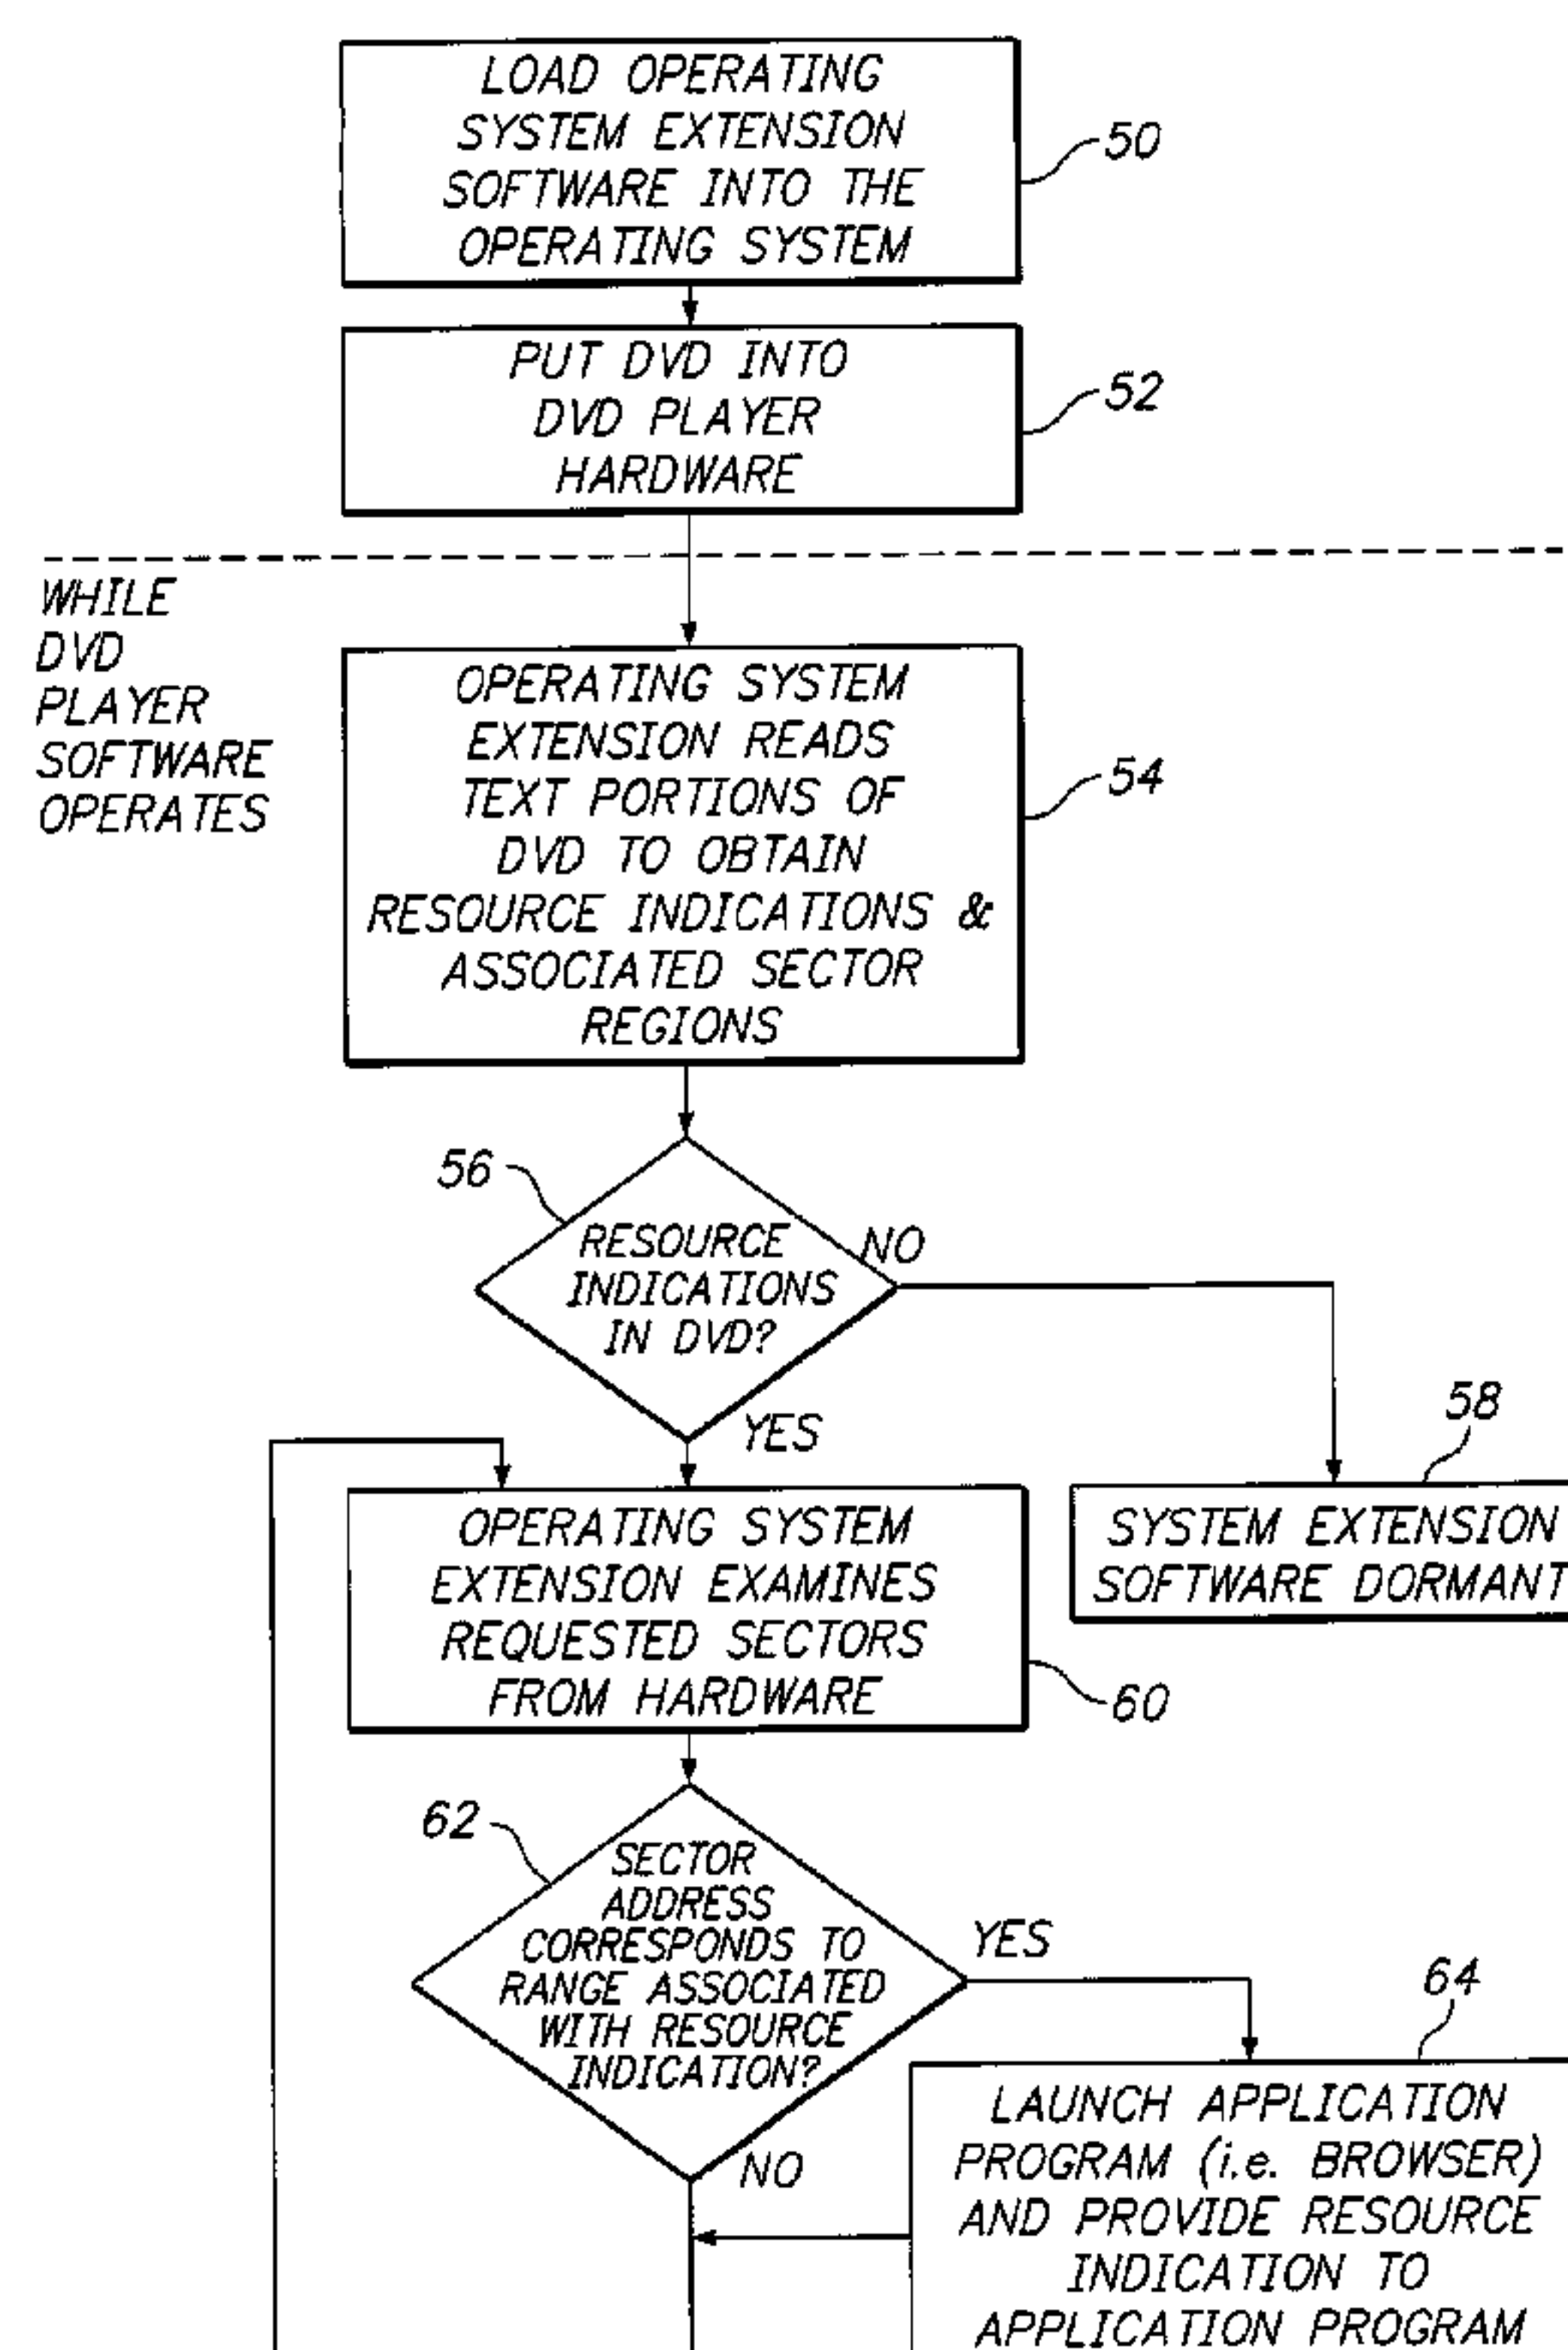 LOAD OPERATING
SYSTEM EXTENSION
SOFTWARE INTO THE
OPERATING SYSTEM
50
PUT DVD INTO
DVD PLAYER
HARDWARE
52
WHILE
DVD
PLAYER
SOFTWARE
OPERATES
OPERATING SYSTEM
EXTENSION READS
TEXT PORTIONS OF
DVD TO OBTAIN
RESOURCE INDICATIONS &
ASSOCIATED SECTOR
REGIONS
54
56
RESOURCE
INDICATIONS
IN DVD?
NO
YES
58
SYSTEM EXTENSION
SOFTWARE DORMANT
OPERATING SYSTEM
EXTENSION EXAMINES
REQUESTED SECTORS
FROM HARDWARE
60
62
SECTOR
ADDRESS
CORRESPONDS TO
RANGE ASSOCIATED
WITH RESOURCE
INDICATION?
YES
NO
64
LAUNCH APPLICATION
PROGRAM (i.e. BROWSER)
AND PROVIDE RESOURCE
INDICATION TO
APPLICATION PROGRAM